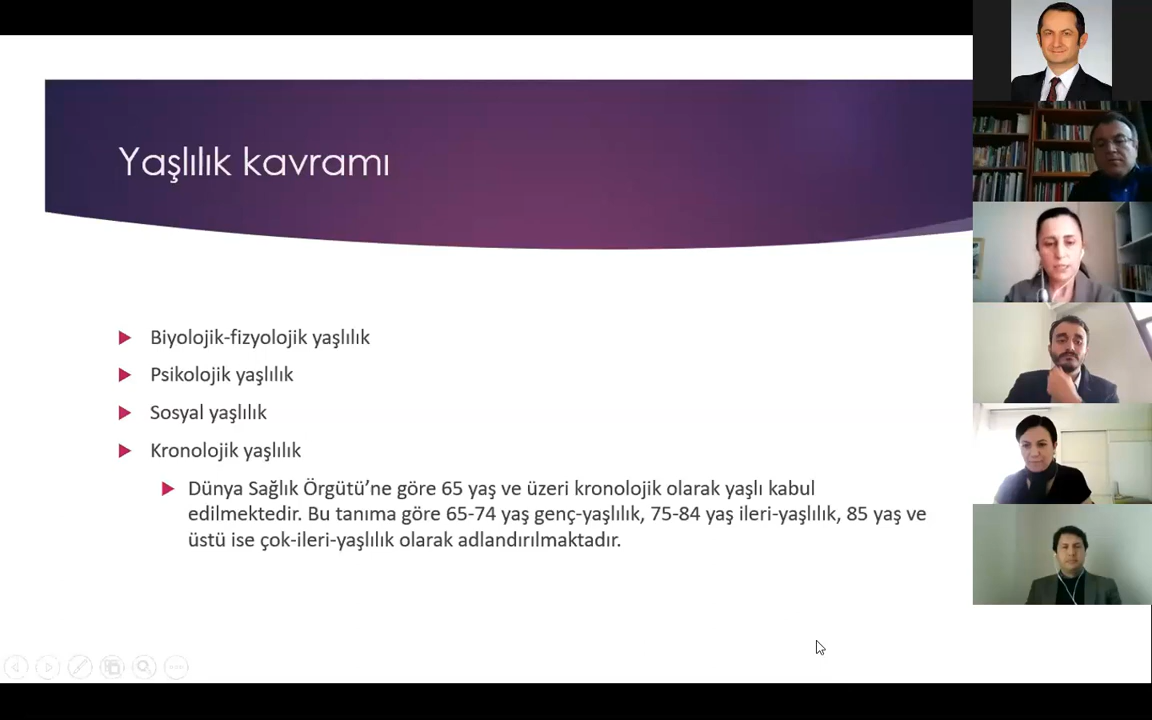 Yaşlılık kavramı
Biyolojik-fizyolojik yaşlılık
Psikolojik yaşlılık
Sosyal yaşlılık
Kronolojik yaşlılık
Dünya Sağlık Örgütü’ne göre 65 yaş ve üzeri kronolojik olarak yaşlı kabul
edilmektedir. Bu tanıma göre 65-74 yaş genç-yaşlılık, 75-84 yaş ileri-yaşlılık, 85 yaş ve
üstü ise çok-ileri-yaşlılık olarak adlandırılmaktadır.